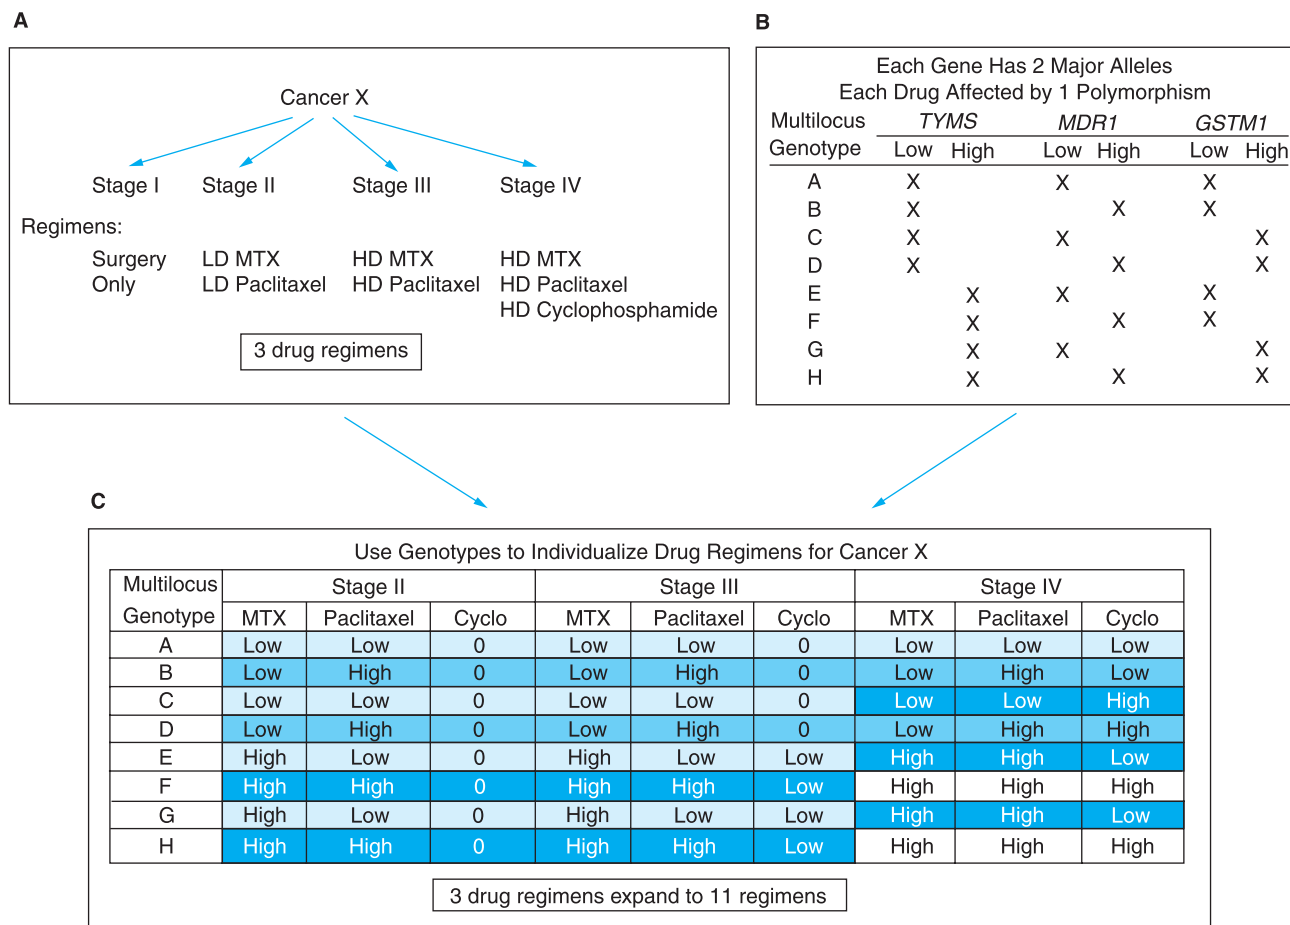 A
Cancer X
Stage I Stage II Stage III Stage IV
Regimens:
Surgery LD MTX HD MTX HD MTX
Only LD Paclitaxel HD Paclitaxel HD Paclitaxel
HD Cyclophosphamide
3 drug regimens
B
Each Gene Has 2 Major Alleles
Each Drug Affected by 1 Polymorphism
Multilocus TYMS MDR1 GSTM1
Genotype Low High Low High Low High
A X X X
B X X X
C X X X
D X X X
E X X X
F X X X
G X X X
H X X X
C
Use Genotypes to Individualize Drug Regimens for Cancer X
Multilocus Stage II Stage III Stage IV
Genotype MTX Paclitaxel Cyclo MTX Paclitaxel Cyclo MTX Paclitaxel Cyclo
A Low Low 0 Low Low 0 Low Low Low
B Low High 0 Low High 0 Low High Low
C Low Low 0 Low Low 0 Low Low High
D Low High 0 Low High 0 Low High High
E High Low 0 High Low Low High High Low
F High High 0 High High Low High High High
G High Low 0 High Low Low High High Low
H High High 0 High High Low High High High
3 drug regimens expand to 11 regimens